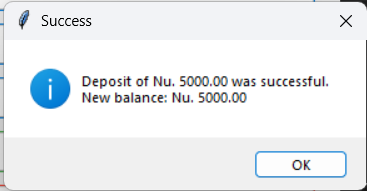 Success
Deposit of Nu. 5000.00 was successful.
New balance: Nu. 5000.00
OK